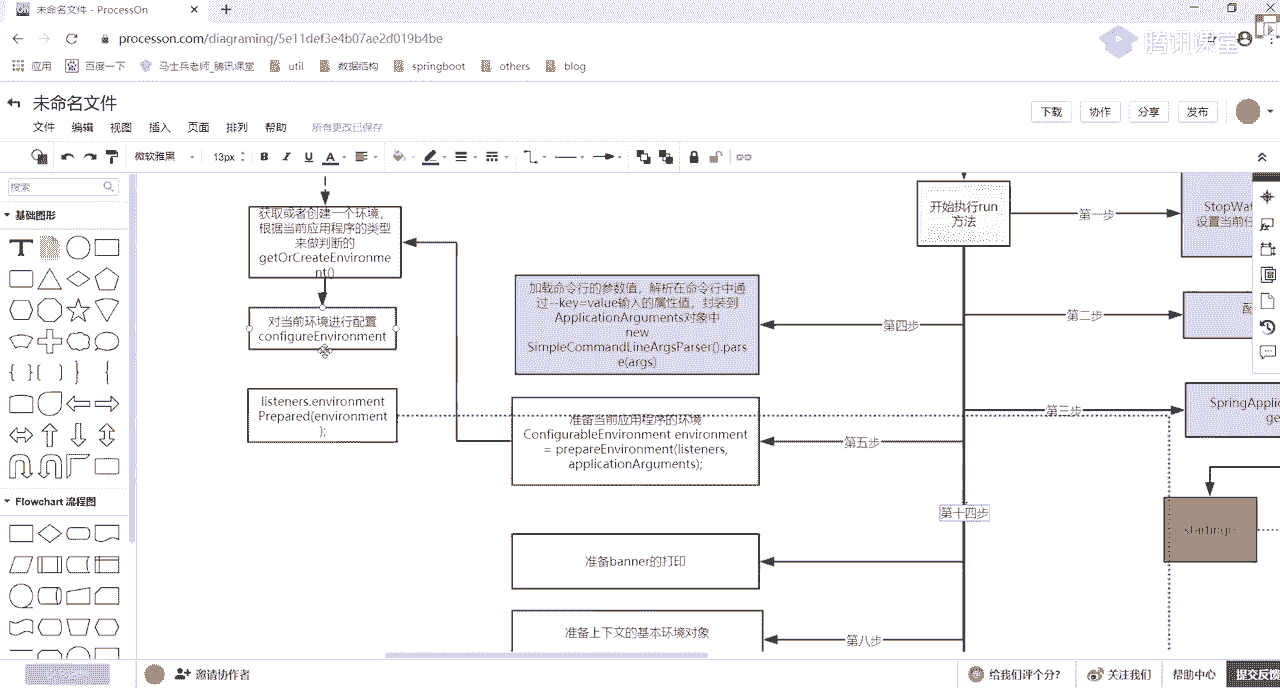 未命名文件 - ProcessOn
processon.com/diagraming/5e11def3e4b07ae2d019b4be
腾讯课堂
应用
百度一下
马士兵老师_腾讯课堂
util
数据结构
springboot
others
blog
未命名文件
文件
编辑
视图
插入
页面
排列
帮助
所有更改已保存
下载
协作
分享
发布
微软雅黑
13px
B
I
U
A
搜索
基础图形
T
Flowchart 流程图
获取或者创建一个环境,
根据当前应用程序的类型
来做判断的
getOrCreateEnvironme
nt()
对当前环境进行配置
configureEnvironment
listeners.environment
Prepared(environment
);
加载命令行的参数值，解析在命令行中通
过--key=value输入的属性值，封装到
ApplicationArguments对象中
new
SimpleCommandLineArgsParser().pars
e(args)
准备当前应用程序的环境
ConfigurableEnvironment environment
= prepareEnvironment(listeners,
applicationArguments);
准备banner的打印
准备上下文的基本环境对象
开始执行run
方法
第一步
第二步
第三步
第四步
第五步
第十四步
第八步
StopWat
设置当前任
SpringApplic
ge
starting
邀请协作者
给我们评个分?
关注我们
帮助中心
提交反馈